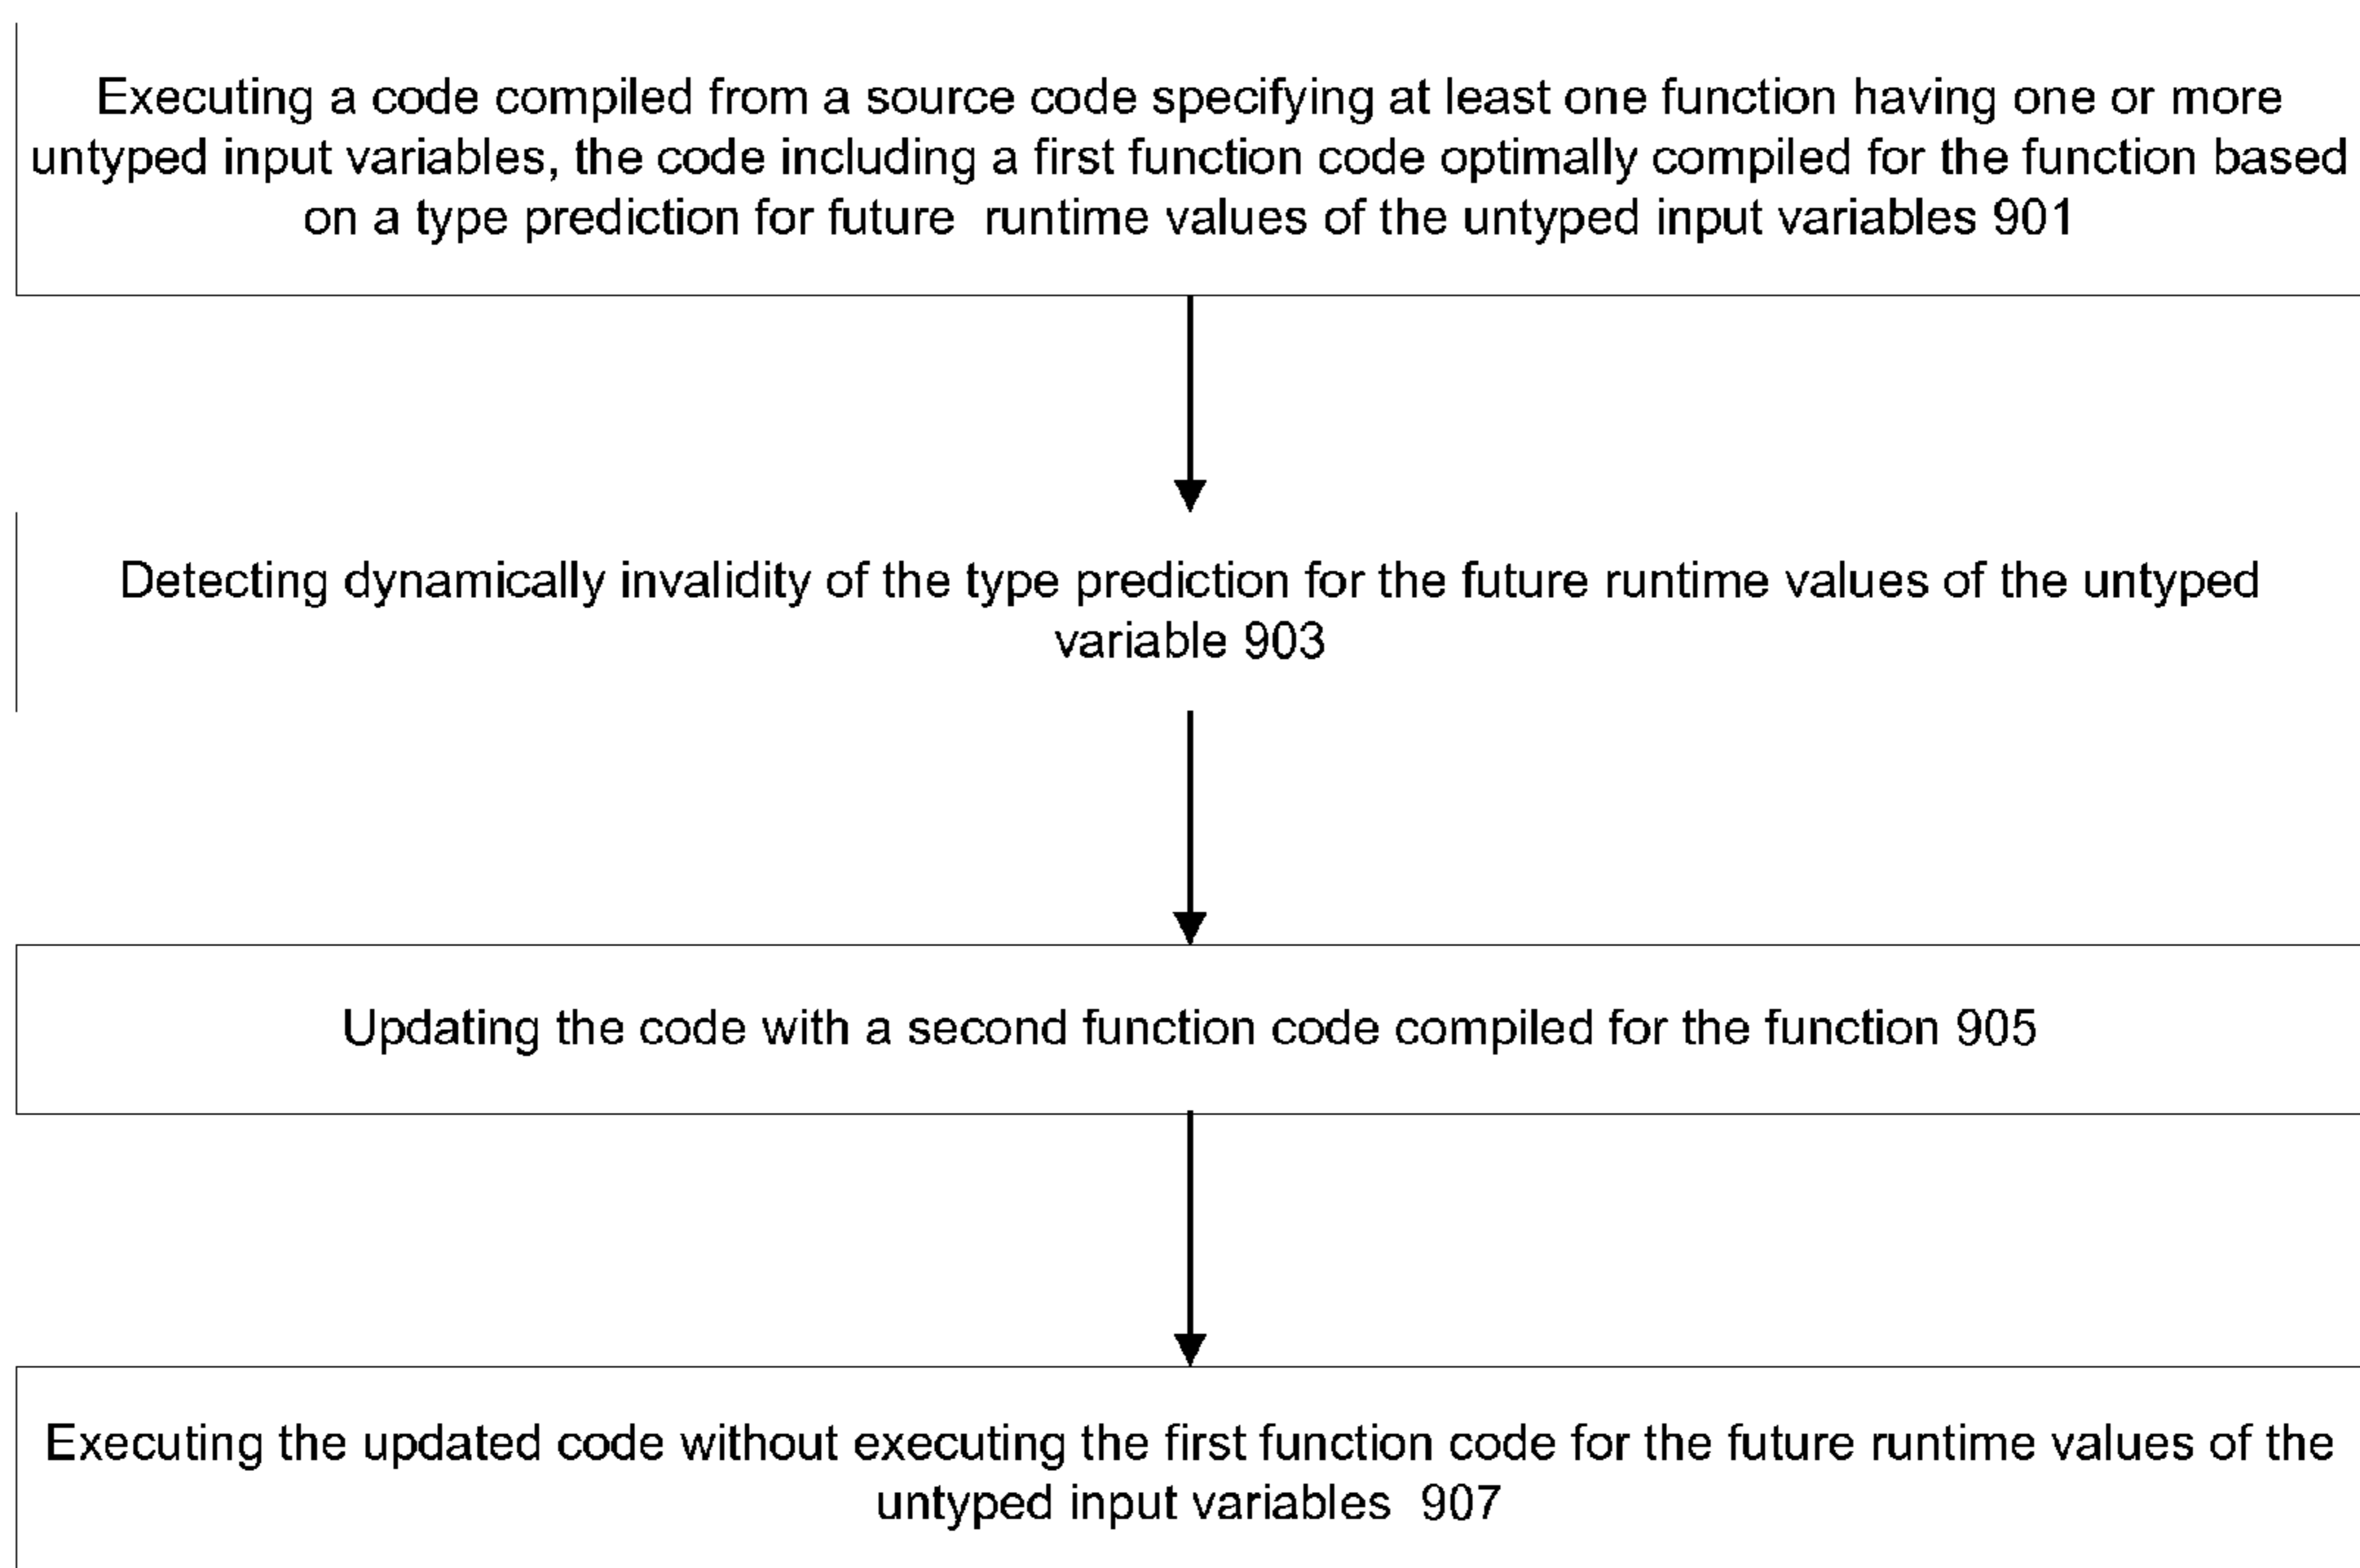 Executing a code compiled from a source code specifying at least one function having one or more
untyped input variables, the code including a first function code optimally compiled for the function based
on a type prediction for future runtime values of the untyped input variables 901
Detecting dynamically invalidity of the type prediction for the future runtime values of the untyped
variable 903
Updating the code with a second function code compiled for the function 905
Executing the updated code without executing the first function code for the future runtime values of the
untyped input variables 907